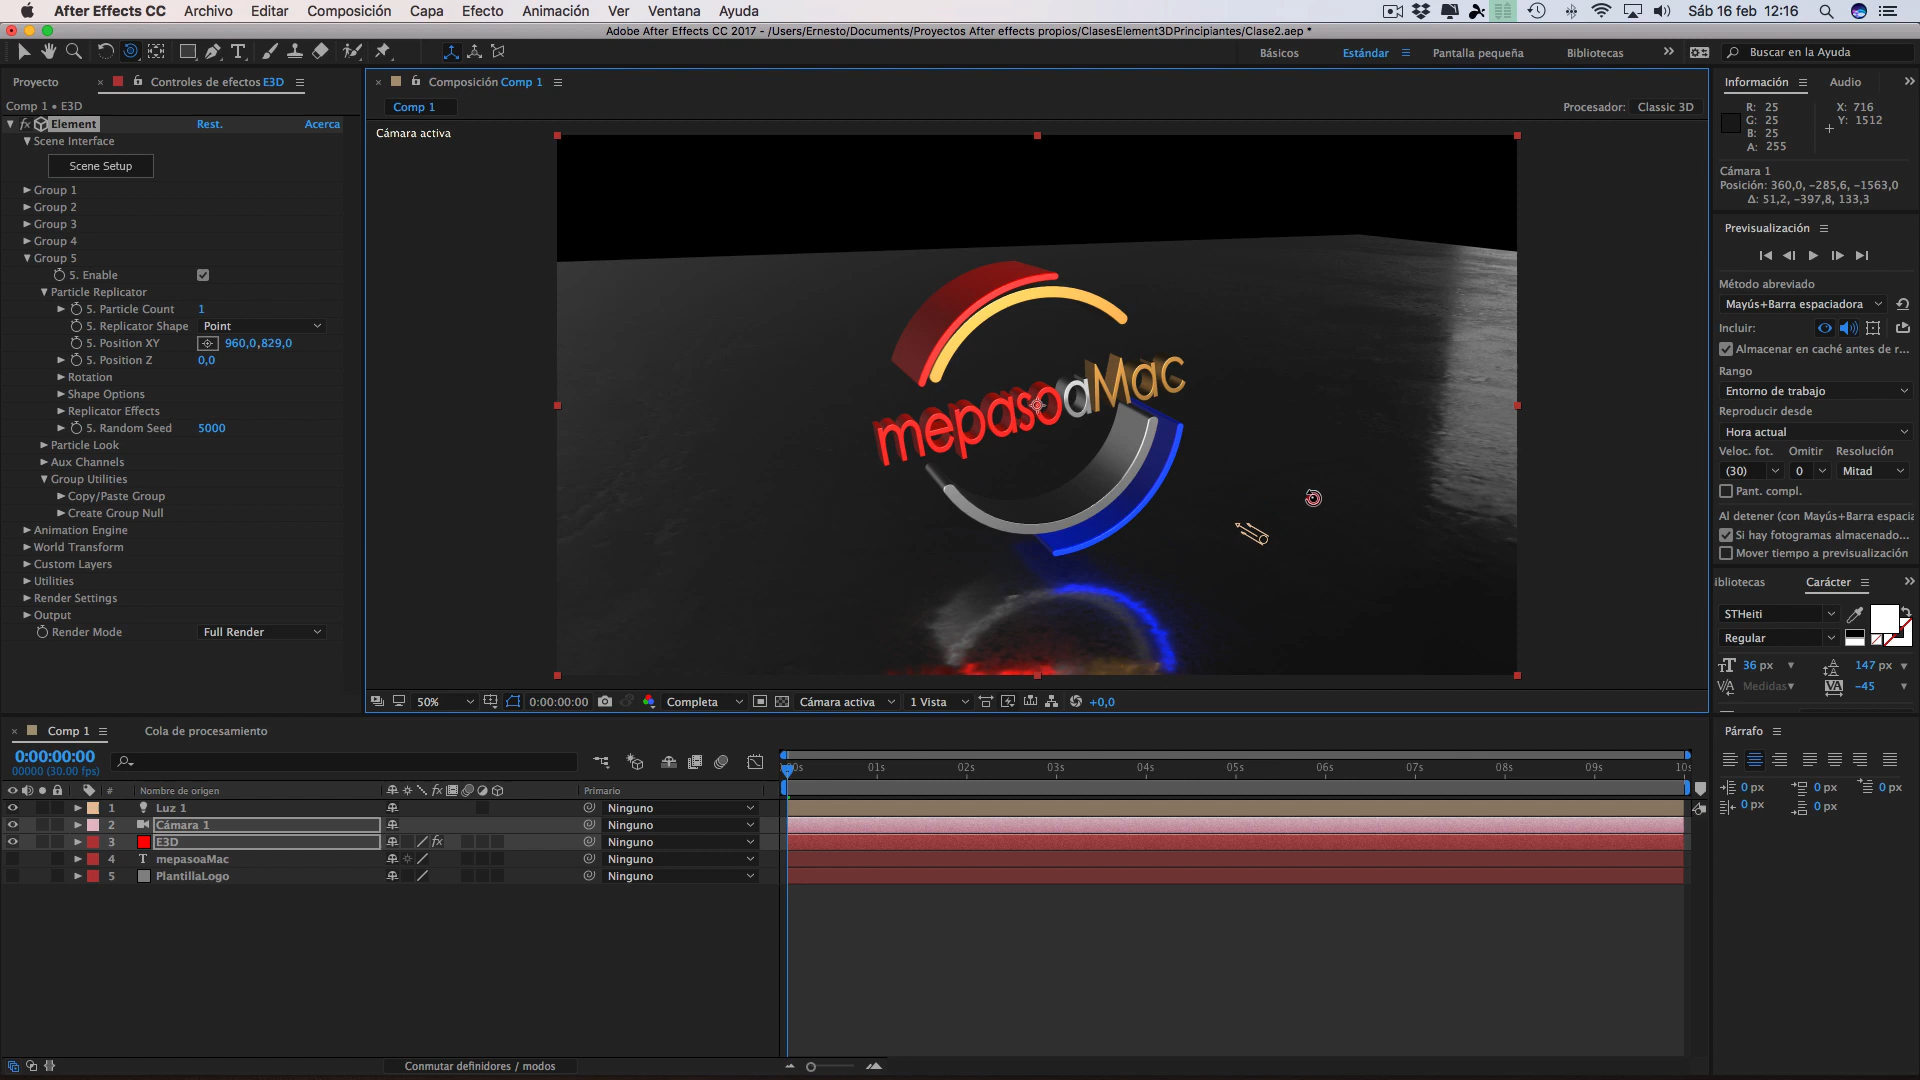 After Effects CC Archivo Editar Composición Capa Efecto Animación Ver Ventana Ayuda Sáb 16 feb 12:16
Adobe After Effects CC 2017 - /Users/Ernesto/Documents/Proyectos After effects propios/ClasesElement3DPrincipiantes/Clase2.aep *
Básicos Estándar Pantalla pequeña Bibliotecas Buscar en la Ayuda
Proyecto Controles de efectos E3D
Comp 1 • E3D
fx Element Rest. Acerca
Scene Interface
Scene Setup
Group 1
Group 2
Group 3
Group 4
Group 5
5. Enable
Particle Replicator
5. Particle Count 1
5. Replicator Shape Point
5. Position XY 960,0,829,0
5. Position Z 0,0
Rotation
Shape Options
Replicator Effects
5. Random Seed 5000
Particle Look
Aux Channels
Group Utilities
Copy/Paste Group
Create Group Null
Animation Engine
World Transform
Custom Layers
Utilities
Render Settings
Output
Render Mode Full Render
Composición Comp 1
Comp 1 Procesador: Classic 3D
Cámara activa
mepasoaMac
50% 0:00:00:00 Completa Cámara activa 1 Vista +0,0
Información Audio
R: 25 X: 716
G: 25 Y: 1512
B: 25
A: 255
Cámara 1
Posición: 360,0, -285,6, -1563,0
Δ: 51,2, -397,8, 133,3
Previsualización
Método abreviado
Mayús+Barra espaciadora
Incluir:
Almacenar en caché antes de r...
Rango
Entorno de trabajo
Reproducir desde
Hora actual
Veloc. fot. Omitir Resolución
(30) 0 Mitad
Pant. compl.
Al detener (con Mayús+Barra espacia
Si hay fotogramas almacenado...
Mover tiempo a previsualización
ibliotecas Carácter
STHeiti
Regular
36 px 147 px
Medidas -45
Párrafo
0 px 0 px 0 px
0 px 0 px
Comp 1 Cola de procesamiento
0:00:00:00
00000 (30.00 fps)
# Nombre de origen fx Primario
1 Luz 1 Ninguno
2 Cámara 1 Ninguno
3 E3D fx Ninguno
4 T mepasoaMac Ninguno
5 PlantillaLogo Ninguno
00s 01s 02s 03s 04s 05s 06s 07s 08s 09s 10s
Conmutar definidores / modos